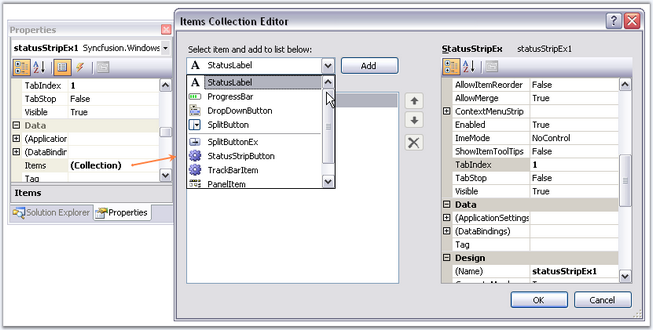 Properties
statusStripEx1 Syncfusion.Windows
TabIndex 1
TabStop False
Visible True
Data
(Application
(DataBindin
Items (Collection)
Tag
Items
Solution Explorer Properties
Items Collection Editor
Select item and add to list below:
StatusLabel
Add
StatusLabel
ProgressBar
DropDownButton
SplitButton
SplitButtonEx
StatusStripButton
TrackBarItem
PanelItem
StatusStripEx statusStripEx1
AllowItemReorder False
AllowMerge True
ContextMenuStrip
Enabled True
ImeMode NoControl
ShowItemToolTips False
TabIndex 1
TabStop False
Visible True
Data
(ApplicationSettings
(DataBindings)
Tag
Design
(Name) statusStripEx1
OK Cancel